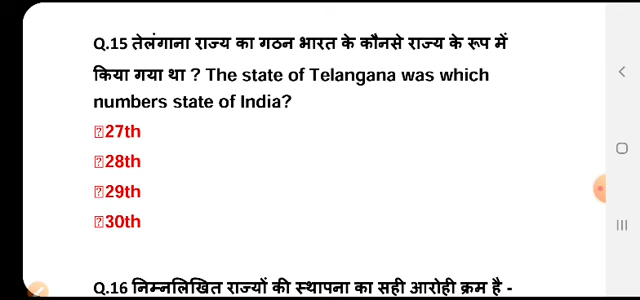 Q.15 तेलंगाना राज्य का गठन भारत के कौनसे राज्य के रूप में
किया गया था ? The state of Telangana was which
numbers state of India?
27th
28th
29th
30th
Q.16 निम्नलिखित राज्यों की स्थापना का सही आरोही क्रम है -